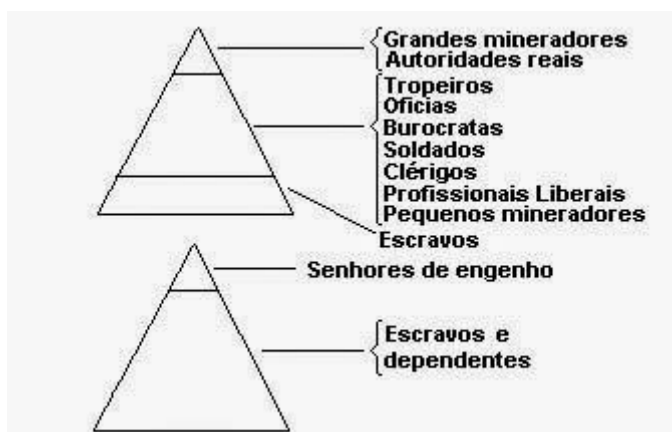 Grandes mineradores
Autoridades reais
Tropeiros
Oficias
Burocratas
Soldados
Clérigos
Profissionais Liberais
Pequenos mineradores
Escravos
Senhores de engenho
Escravos e
dependentes